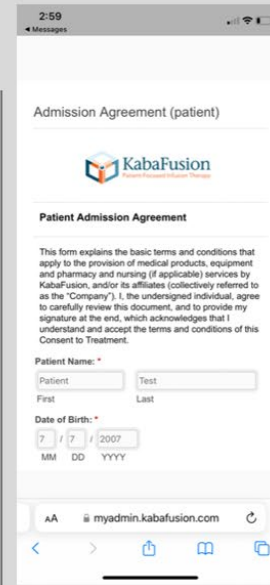 2:59
◀ Messages
Admission Agreement (patient)
KabaFusion
Patient-Focused Infusion Therapy
Patient Admission Agreement
This form explains the basic terms and conditions that
apply to the provision of medical products, equipment
and pharmacy and nursing (if applicable) services by
KabaFusion, and/or its affiliates (collectively referred to
as the "Company"). I, the undersigned individual, agree
to carefully review this document, and to provide my
signature at the end, which acknowledges that I
understand and accept the terms and conditions of this
Consent to Treatment.
Patient Name: *
Patient Test
First Last
Date of Birth: *
7 / 7 / 2007
MM DD YYYY
AA myadmin.kabafusion.com